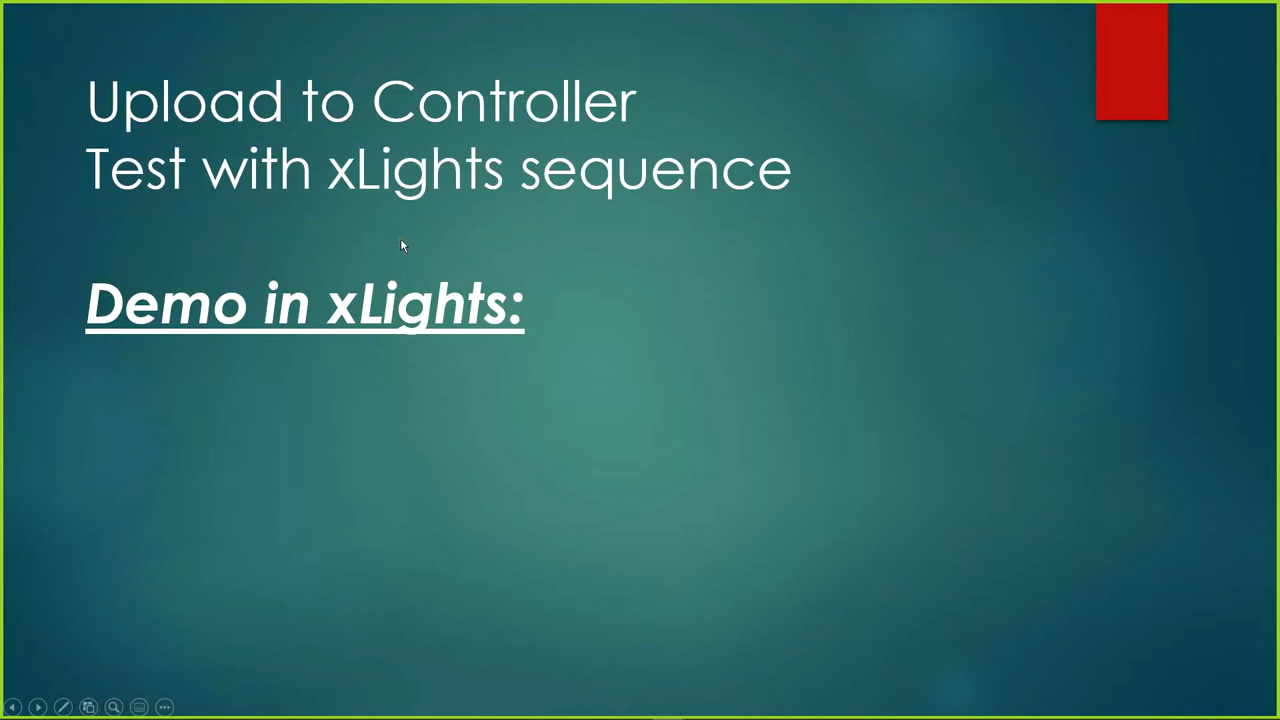 Upload to Controller
Test with xLights sequence
Demo in xLights: